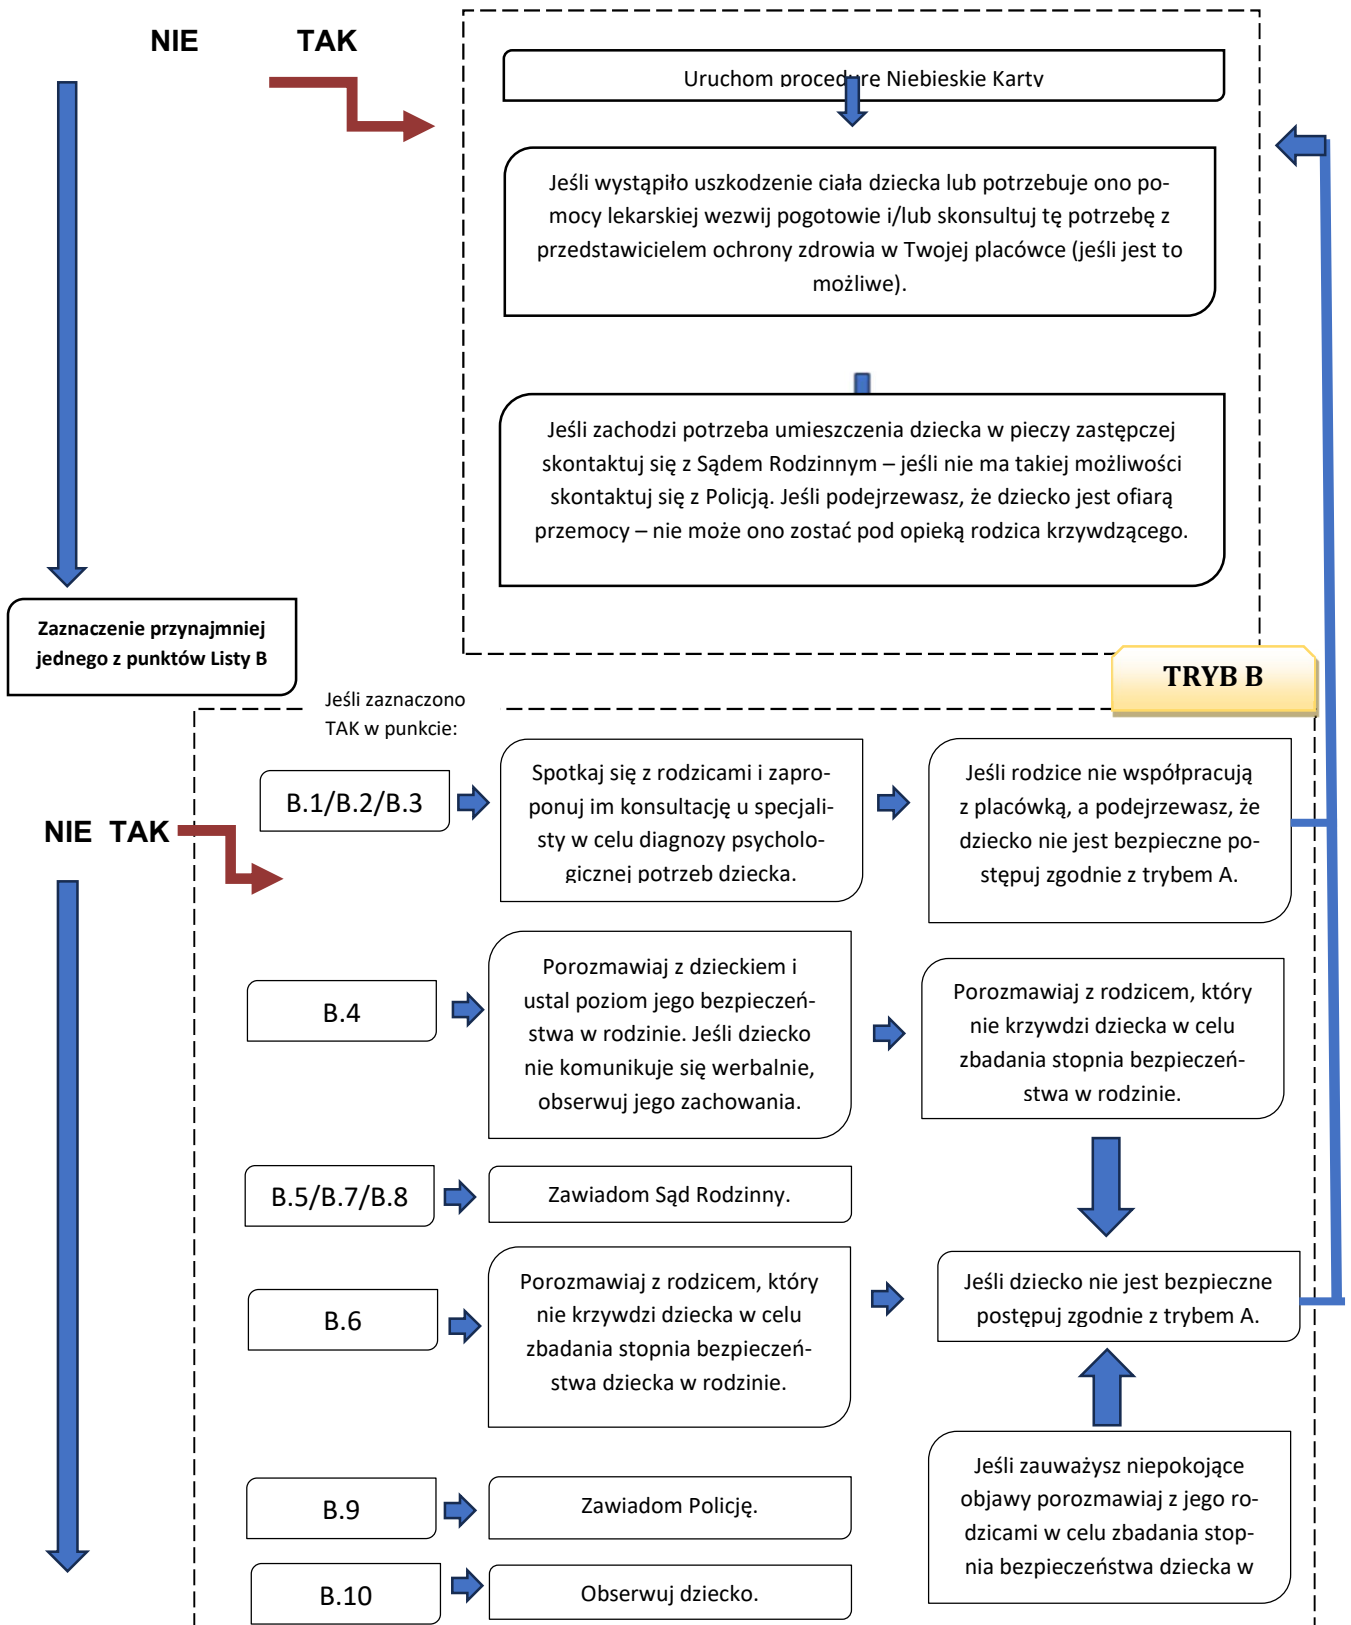 NIE TAK
Uruchom procedurę Niebieskie Karty
Jeśli wystąpiło uszkodzenie ciała dziecka lub potrzebuje ono po-
mocy lekarskiej wezwij pogotowie i/lub skonsultuj tę potrzebę z
przedstawicielem ochrony zdrowia w Twojej placówce (jeśli jest to
możliwe).
Jeśli zachodzi potrzeba umieszczenia dziecka w pieczy zastępczej
skontaktuj się z Sądem Rodzinnym – jeśli nie ma takiej możliwości
skontaktuj się z Policją. Jeśli podejrzewasz, że dziecko jest ofiarą
przemocy – nie może ono zostać pod opieką rodzica krzywdzącego.
Zaznaczenie przynajmniej
jednego z punktów Listy B
TRYB B
Jeśli zaznaczono
TAK w punkcie:
NIE TAK
B.1/B.2/B.3
Spotkaj się z rodzicami i zapro-
ponuj im konsultację u specjali-
sty w celu diagnozy psycholo-
gicznej potrzeb dziecka.
Jeśli rodzice nie współpracują
z placówką, a podejrzewasz, że
dziecko nie jest bezpieczne po-
stępuj zgodnie z trybem A.
B.4
Porozmawiaj z dzieckiem i
ustal poziom jego bezpieczeń-
stwa w rodzinie. Jeśli dziecko
nie komunikuje się werbalnie,
obserwuj jego zachowania.
Porozmawiaj z rodzicem, który
nie krzywdzi dziecka w celu
zbadania stopnia bezpieczeń-
stwa w rodzinie.
B.5/B.7/B.8
Zawiadom Sąd Rodzinny.
B.6
Porozmawiaj z rodzicem, który
nie krzywdzi dziecka w celu
zbadania stopnia bezpieczeń-
stwa dziecka w rodzinie.
Jeśli dziecko nie jest bezpieczne
postępuj zgodnie z trybem A.
B.9
Zawiadom Policję.
B.10
Obserwuj dziecko.
Jeśli zauważysz niepokojące
objawy porozmawiaj z jego ro-
dzicami w celu zbadania stop-
nia bezpieczeństwa dziecka w